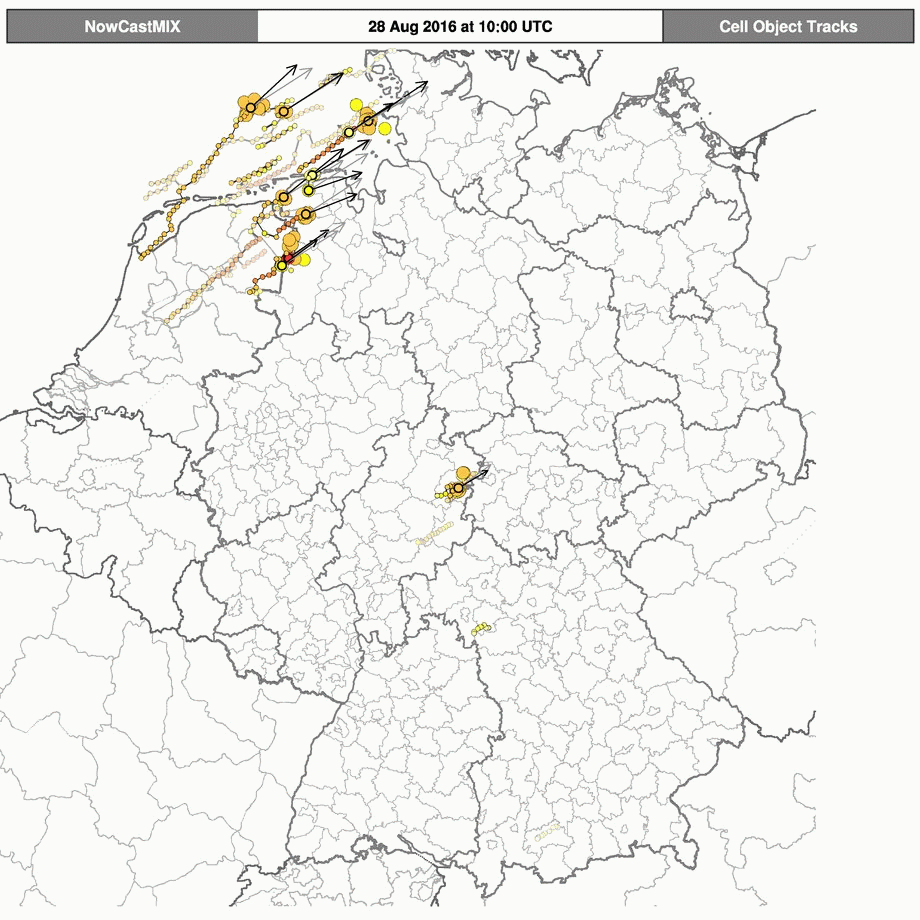 NowCastMIX
28 Aug 2016 at 10:00 UTC
Cell Object Tracks